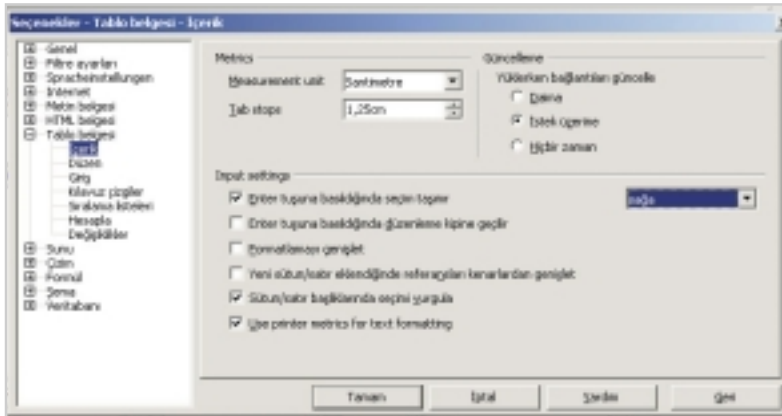 Seçenekler - Tablo belgesi - İçerik
Genel
Filtre ayarları
Spracheinstellungen
Internet
Metin belgesi
HTML belgesi
Tablo belgesi
İçerik
Düzen
Giriş
Kılavuz çizgiler
Sıralama listeleri
Hesapla
Değişiklikler
Sunu
Çizim
Formül
Şema
Veritabanı
Metrics
Measurement unit Santimetre
Tab stops 1,25cm
Güncelleme
Yüklerken bağlantıları güncelle
Daima
İstek üzerine
Hiçbir zaman
Input settings
Enter tuşuna basıldığında seçim taşınır sağa
Enter tuşuna basıldığında düzenleme kipine geçilir
Formatlamayı genişlet
Yeni sütun/satır eklendiğinde referansları kenarlardan genişlet
Sütun/satır başlıklarında seçimi vurgula
Use printer metrics for text formatting
Tamam İptal Yardım Geri